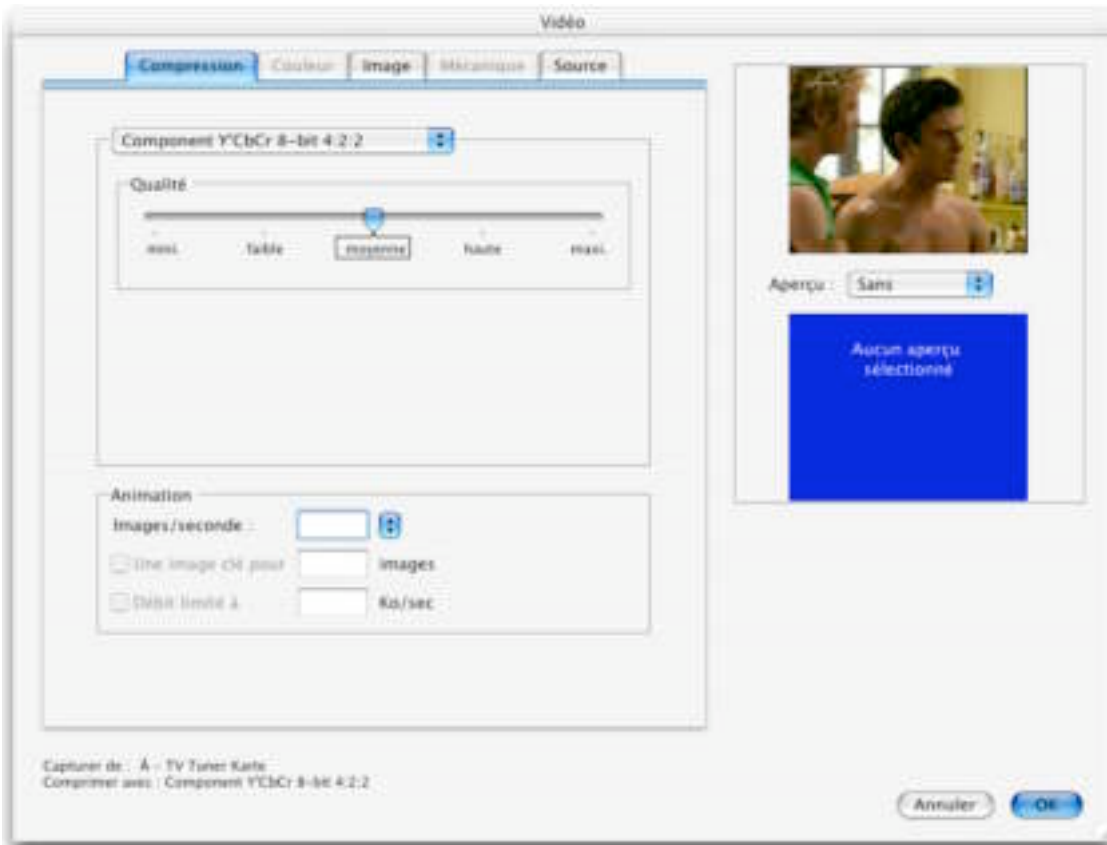 Vidéo
Compression Couleur Image Mécanique Source
Component Y'CbCr 8-bit 4:2:2
Qualité
mini. faible moyenne haute maxi.
Aperçu : Sans
Aucun aperçu
sélectionné
Animation
Images/seconde :
Une image clé pour images
Débit limité à Ko/sec
Capturer de : À - TV Tuner Karte
Comprimer avec : Component Y'CbCr 8-bit 4:2:2
Annuler OK